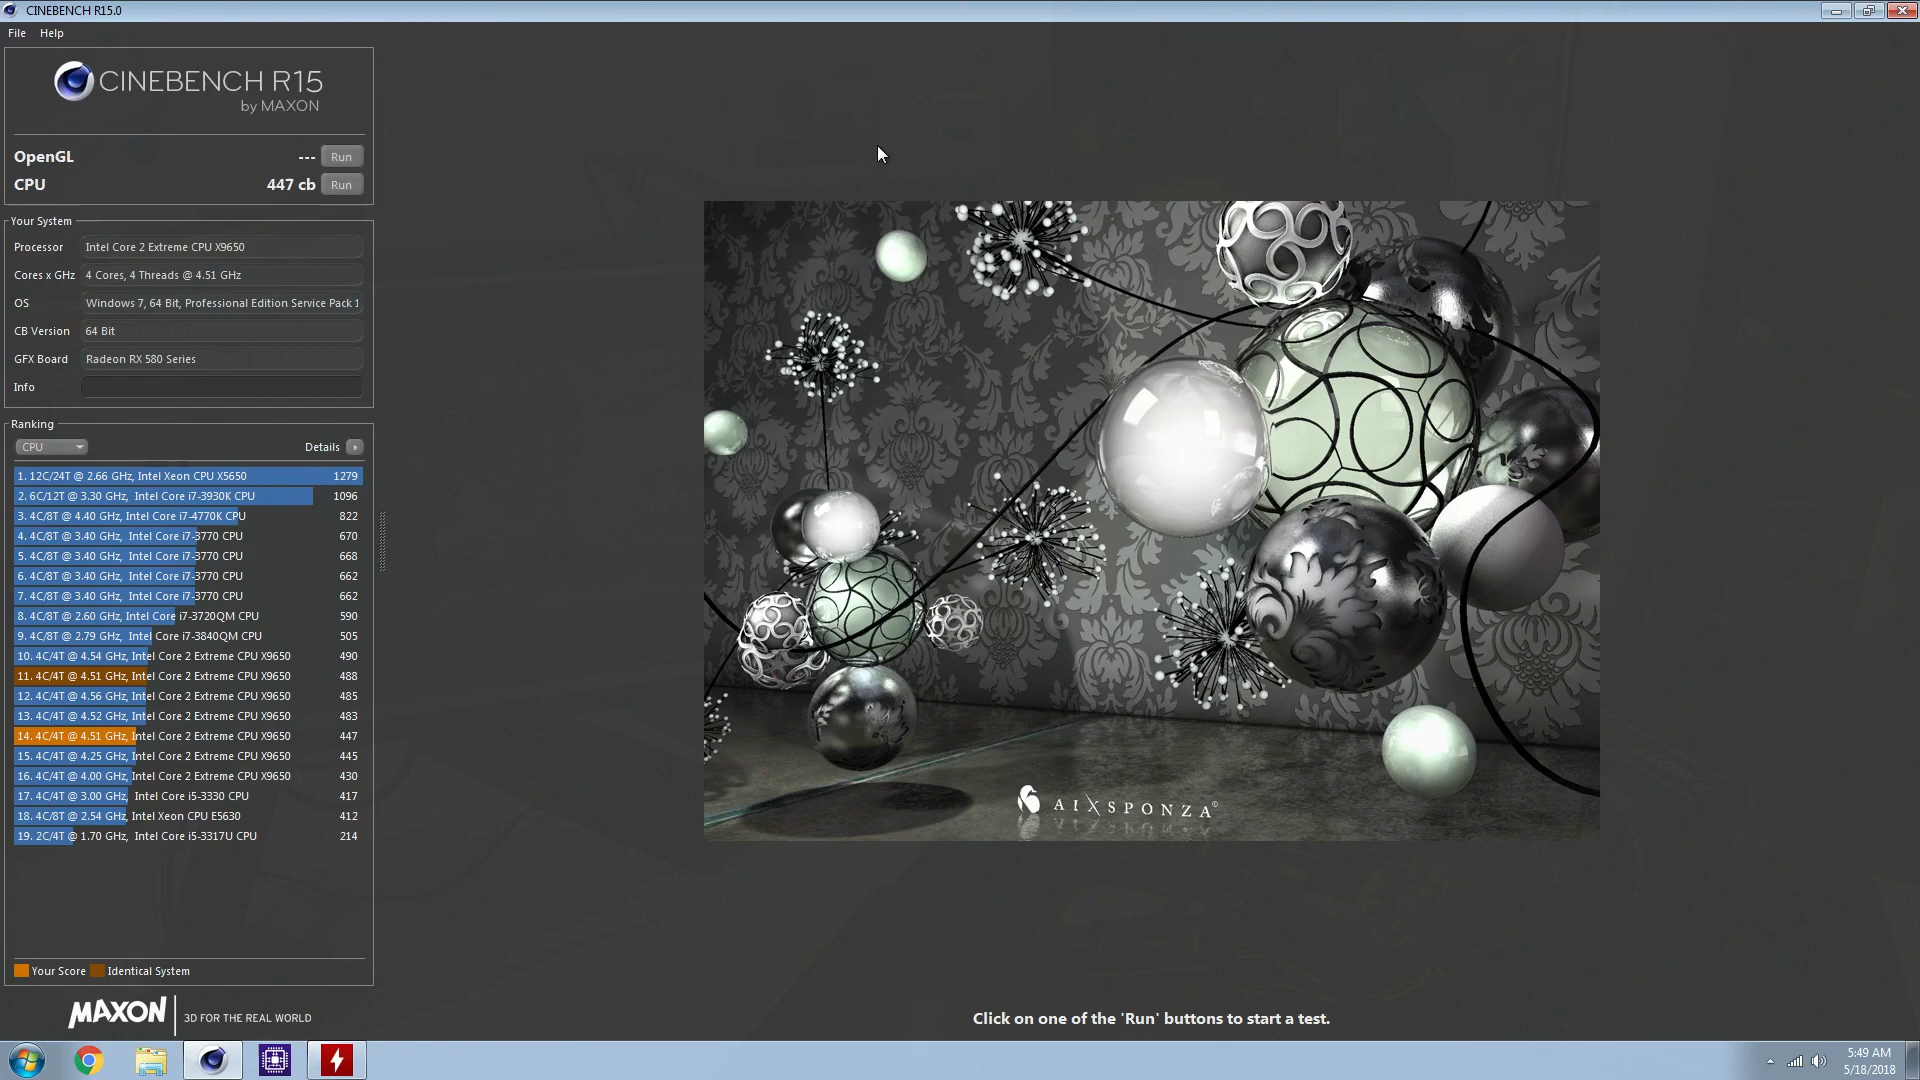 CINEBENCH R15.0
File Help
CINEBENCH R15
by MAXON
OpenGL --- Run
CPU 447 cb Run
Your System
Processor Intel Core 2 Extreme CPU X9650
Cores x GHz 4 Cores, 4 Threads @ 4.51 GHz
OS Windows 7, 64 Bit, Professional Edition Service Pack 1
CB Version 64 Bit
GFX Board Radeon RX 580 Series
Info
Ranking
CPU Details
1. 12C/24T @ 2.66 GHz, Intel Xeon CPU X5650 1279
2. 6C/12T @ 3.30 GHz, Intel Core i7-3930K CPU 1096
3. 4C/8T @ 4.40 GHz, Intel Core i7-4770K CPU 822
4. 4C/8T @ 3.40 GHz, Intel Core i7-3770 CPU 670
5. 4C/8T @ 3.40 GHz, Intel Core i7-3770 CPU 668
6. 4C/8T @ 3.40 GHz, Intel Core i7-3770 CPU 662
7. 4C/8T @ 3.40 GHz, Intel Core i7-3770 CPU 662
8. 4C/8T @ 2.60 GHz, Intel Core i7-3720QM CPU 590
9. 4C/8T @ 2.79 GHz, Intel Core i7-3840QM CPU 505
10. 4C/4T @ 4.54 GHz, Intel Core 2 Extreme CPU X9650 490
11. 4C/4T @ 4.51 GHz, Intel Core 2 Extreme CPU X9650 488
12. 4C/4T @ 4.56 GHz, Intel Core 2 Extreme CPU X9650 485
13. 4C/4T @ 4.52 GHz, Intel Core 2 Extreme CPU X9650 483
14. 4C/4T @ 4.51 GHz, Intel Core 2 Extreme CPU X9650 447
15. 4C/4T @ 4.25 GHz, Intel Core 2 Extreme CPU X9650 445
16. 4C/4T @ 4.00 GHz, Intel Core 2 Extreme CPU X9650 430
17. 4C/4T @ 3.00 GHz, Intel Core i5-3330 CPU 417
18. 4C/8T @ 2.54 GHz, Intel Xeon CPU E5630 412
19. 2C/4T @ 1.70 GHz, Intel Core i5-3317U CPU 214
Your Score Identical System
MAXON 3D FOR THE REAL WORLD
AIXSPONZA®
Click on one of the 'Run' buttons to start a test.
5:49 AM
5/18/2018